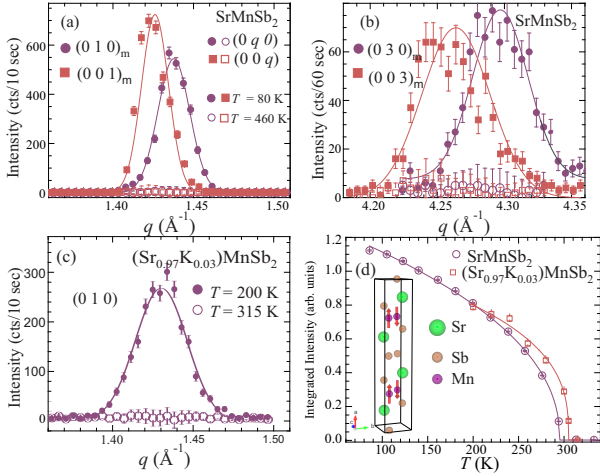 SrMnSb2
(a)
(0 1 0)m
(0 0 1)m
(0 q 0)
(0 0 q)
T = 80 K
T = 460 K
Intensity (cts/10 sec)
600
400
200
0
1.40
1.45
1.50
q (Å-1)
(b)
SrMnSb2
(0 3 0)m
(0 0 3)m
Intensity (cts/60 sec)
80
60
40
20
0
4.20
4.25
4.30
4.35
q (Å-1)
(c)
(Sr0.97K0.03)MnSb2
(0 1 0)
T = 200 K
T = 315 K
Intensity (cts/10 sec)
300
200
100
0
1.40
1.45
1.50
q (Å-1)
(d)
SrMnSb2
(Sr0.97K0.03)MnSb2
Sr
Sb
Mn
a
Integrated Intensity (arb. units)
1.2
1.0
0.8
0.6
0.4
0.2
0.0
100
150
200
250
300
T (K)